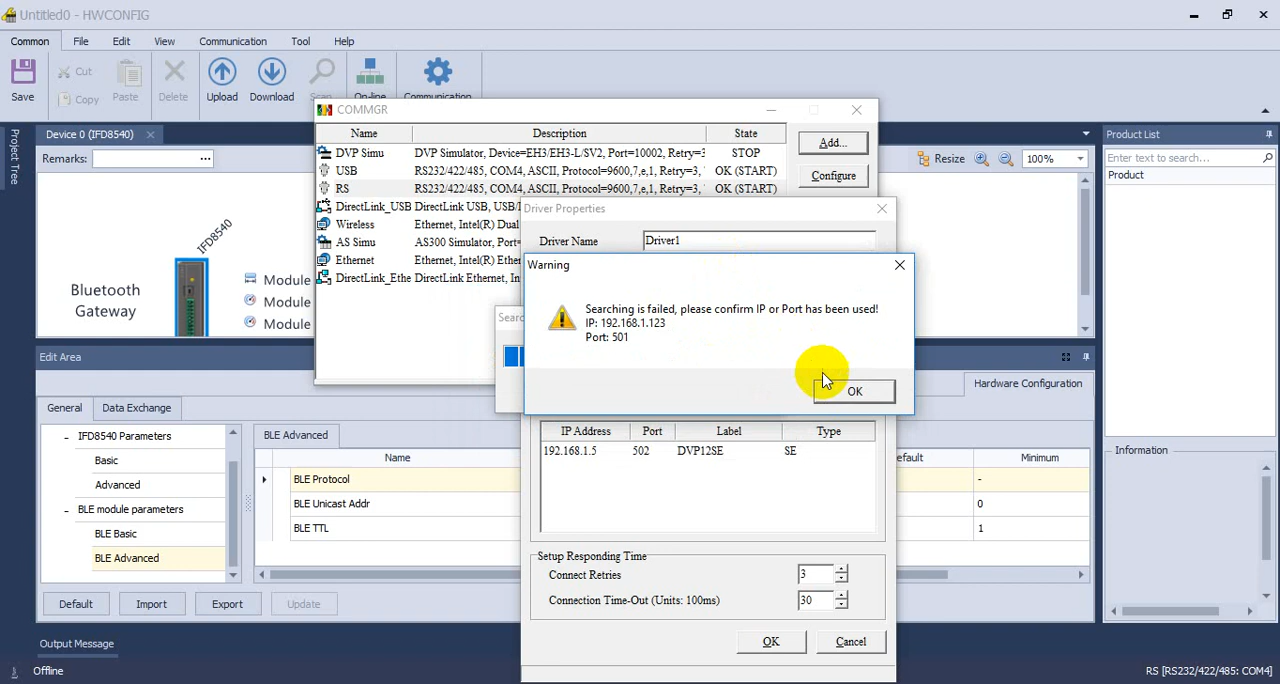 Untitled0 - HWCONFIG
Common File Edit View Communication Tool Help
Save Cut Copy Paste Delete Upload Download Scan On-line Communication
Project Tree
Device 0 (IFD8540)
Remarks:
Resize 100%
IFD8540
Bluetooth
Gateway
Module
Module
Module
COMMGR
Name Description State
DVP Simu DVP Simulator, Device=EH3/EH3-L/SV2, Port=10002, Retry=3 STOP
USB RS232/422/485, COM4, ASCII, Protocol=9600,7,e,1, Retry=3, OK (START)
RS RS232/422/485, COM4, ASCII, Protocol=9600,7,e,1, Retry=3, OK (START)
DirectLink_USB DirectLink USB, USB/
Wireless Ethernet, Intel(R) Dual
AS Simu AS300 Simulator, Port=
Ethernet Ethernet, Intel(R) Eth
DirectLink_Ethe DirectLink Ethernet, In
Add...
Configure
Driver Properties
Driver Name Driver1
Warning
Searching is failed, please confirm IP or Port has been used!
IP: 192.168.1.123
Port: 501
OK
IP Address Port Label Type
192.168.1.5 502 DVP12SE SE
Setup Responding Time
Connect Retries 3
Connection Time-Out (Units: 100ms) 30
OK Cancel
Product List
Enter text to search...
Product
Information
Edit Area
Hardware Configuration
General Data Exchange
IFD8540 Parameters
Basic
Advanced
BLE module parameters
BLE Basic
BLE Advanced
BLE Advanced
Name Minimum
BLE Protocol -
BLE Unicast Addr 0
BLE TTL 1
Default Import Export Update
Output Message
Offline
RS [RS232/422/485: COM4]